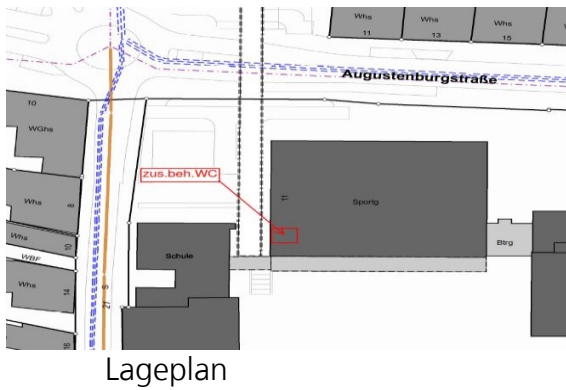 Whs
Whs
Whs
11
13
15
Augustenburgstraße
10
WGhs
zus.beh.WC
11
Sportg
Whs
8
Whs
10
Schule
Btrg
WBF
Whs
14
S
21
16
Lageplan